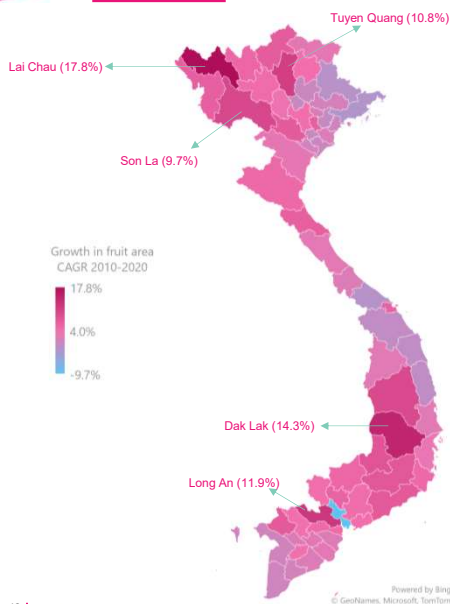 Tuyen Quang (10.8%)
Lai Chau (17.8%)
Son La (9.7%)
Growth in fruit area
CAGR 2010-2020
17.8%
4.0%
-9.7%
Dak Lak (14.3%)
Long An (11.9%)
Powered by Bing
© GeoNames, Microsoft, TomTom